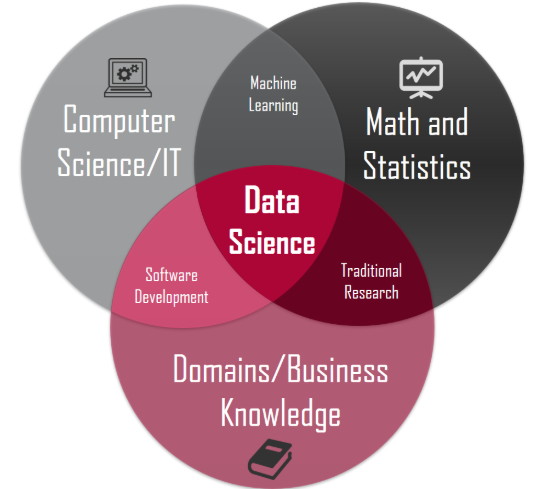 Machine
Learning
Computer
Science/IT
Math and
Statistics
Data
Science
Software
Development
Traditional
Research
Domains/Business
Knowledge